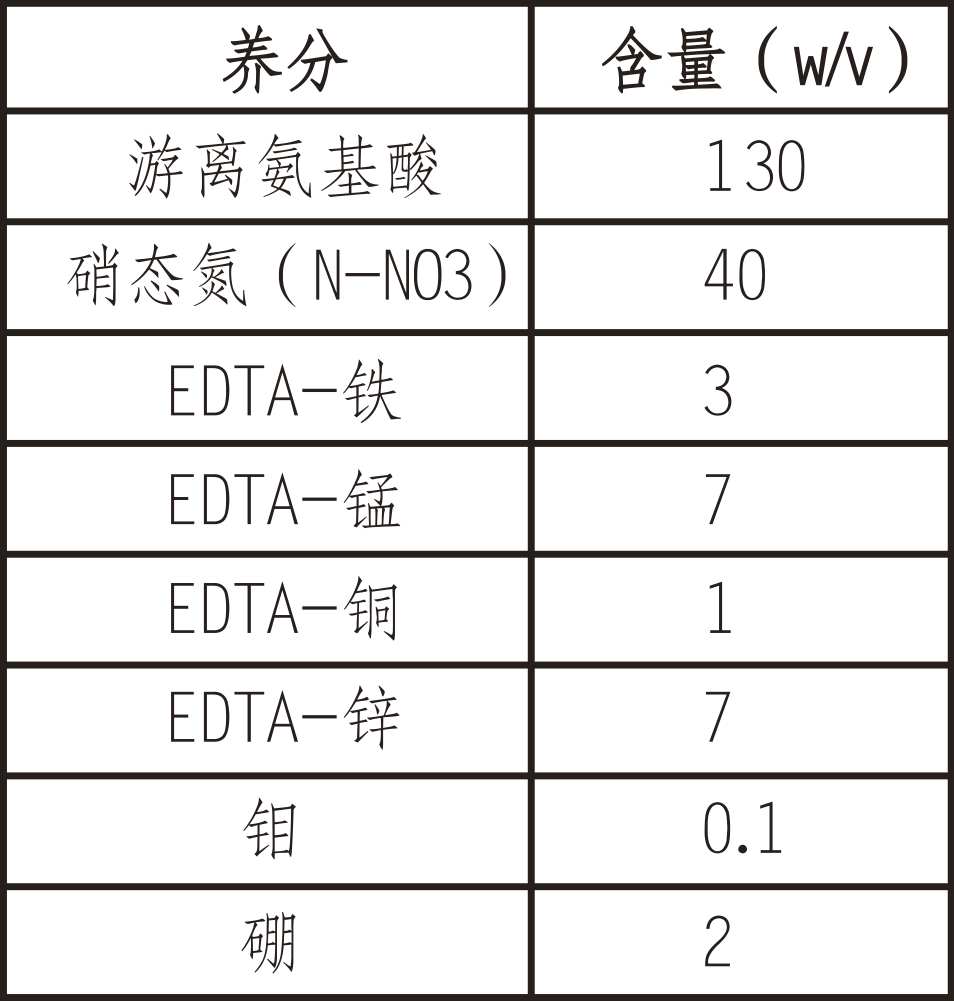 养分 含量（w/v）
游离氨基酸 130
硝态氮（N-NO3） 40
EDTA-铁 3
EDTA-锰 7
EDTA-铜 1
EDTA-锌 7
钼 0.1
硼 2